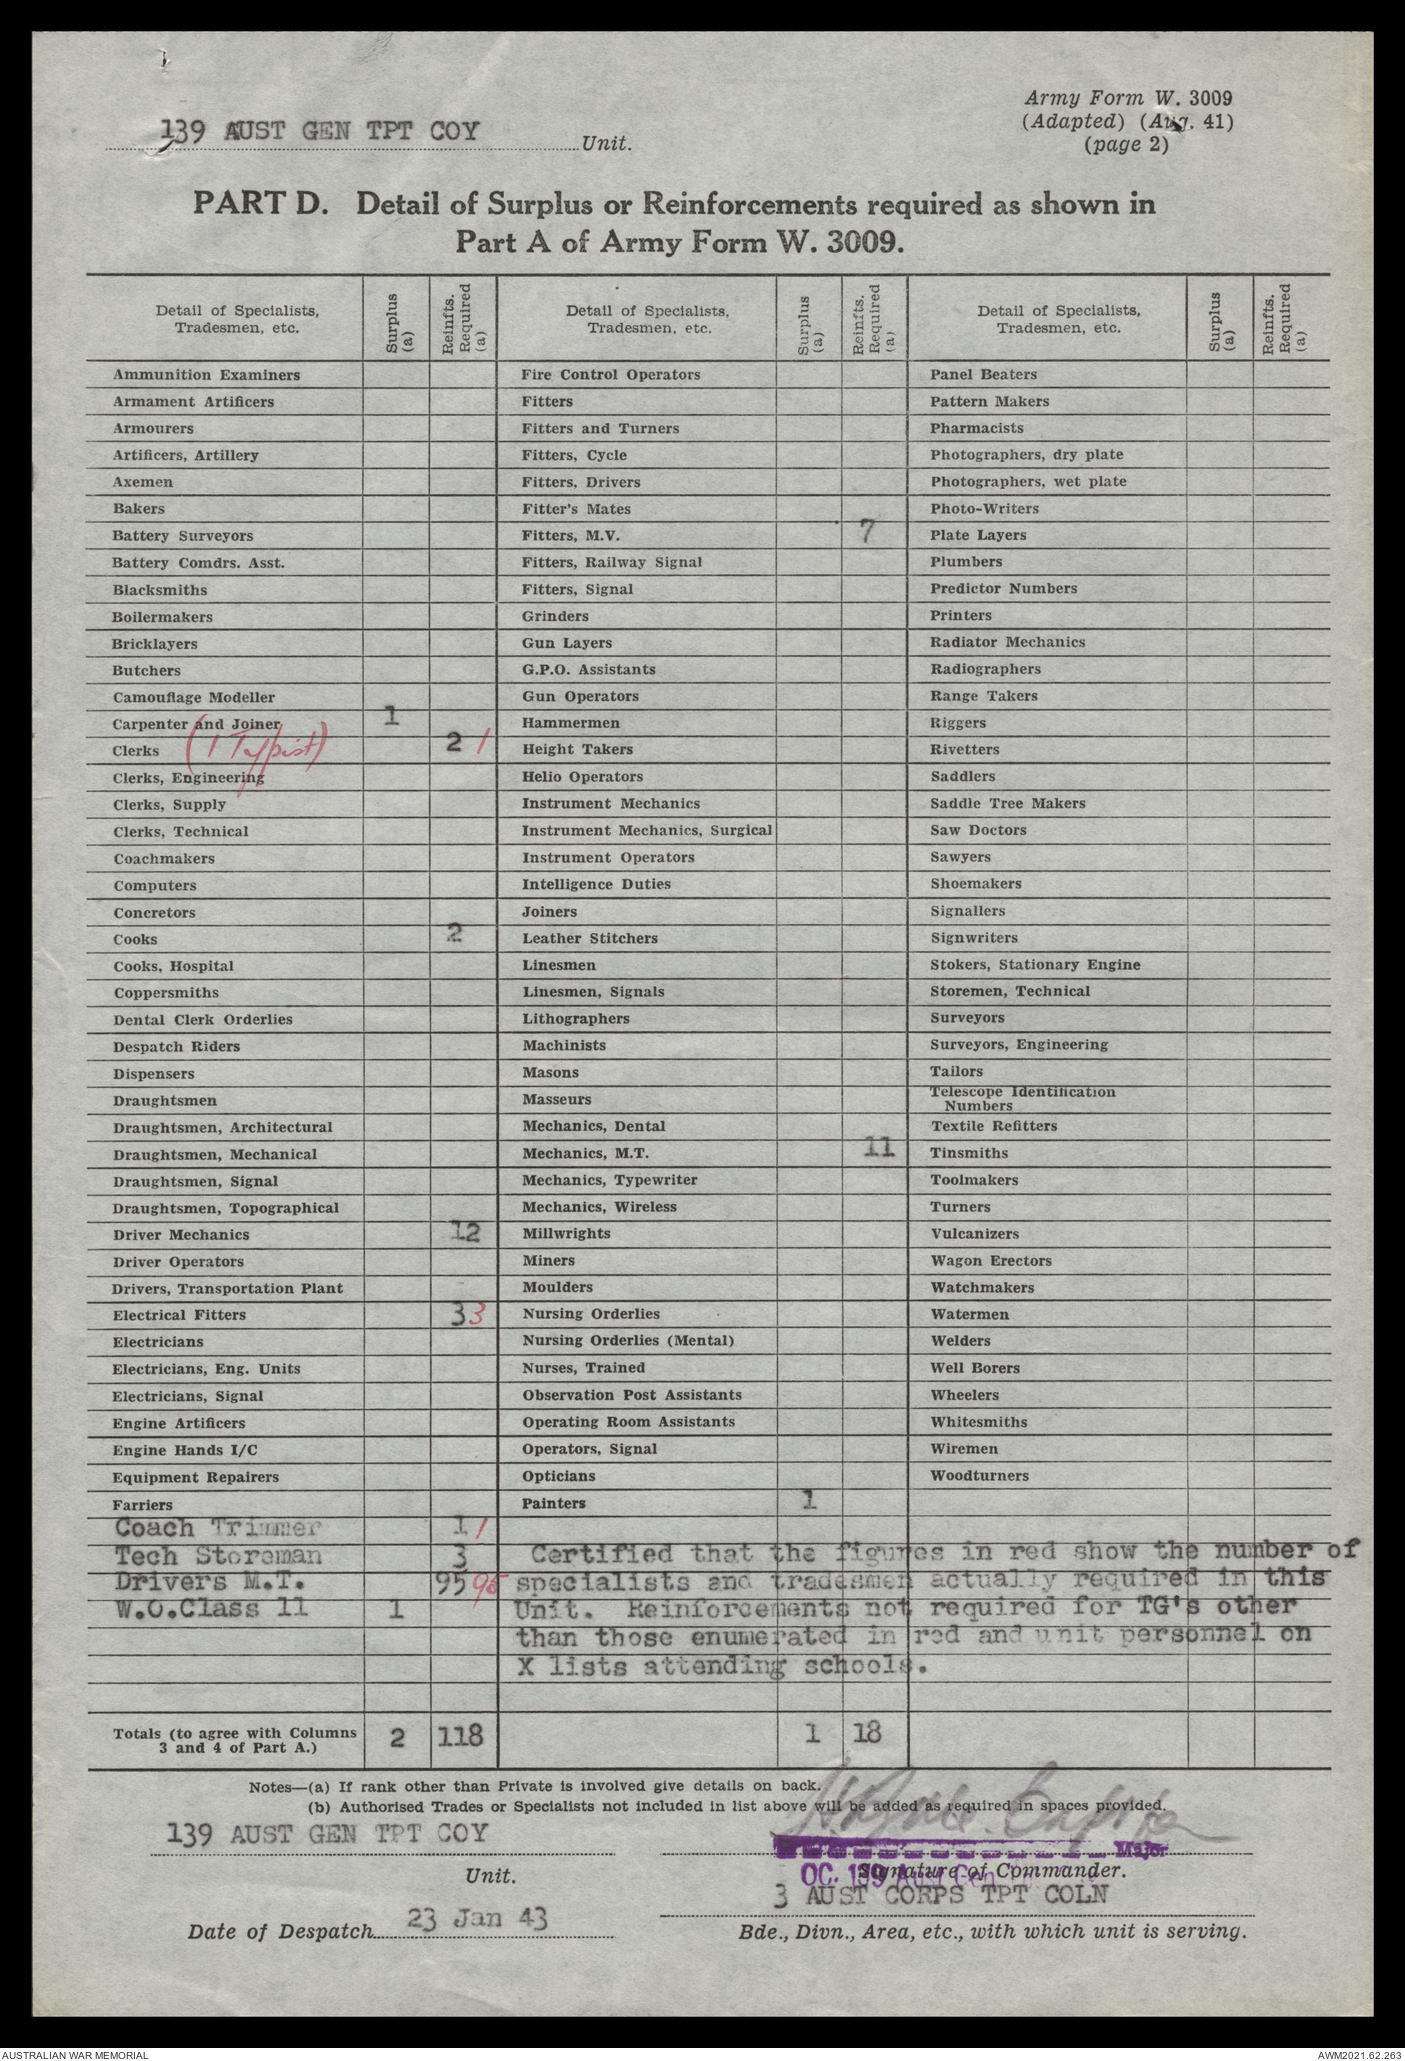 139 AUST GEN TPT COY Unit.
Army Form W. 3009
(Adapted) (Aug. 41)
(page 2)
PART D. Detail of Surplus or Reinforcements required as shown in
Part A of Army Form W. 3009.
Detail of Specialists, Tradesmen, etc. Surplus (a) Reinfts. Required (a) Detail of Specialists, Tradesmen, etc. Surplus (a) Reinfts. Required (a) Detail of Specialists, Tradesmen, etc. Surplus (a) Reinfts. Required (a)
Ammunition Examiners Fire Control Operators Panel Beaters
Armament Artificers Fitters Pattern Makers
Armourers Fitters and Turners Pharmacists
Artificers, Artillery Fitters, Cycle Photographers, dry plate
Axemen Fitters, Drivers Photographers, wet plate
Bakers Fitter's Mates Photo-Writers
Battery Surveyors Fitters, M.V. 7 Plate Layers
Battery Comdrs. Asst. Fitters, Railway Signal Plumbers
Blacksmiths Fitters, Signal Predictor Numbers
Boilermakers Grinders Printers
Bricklayers Gun Layers Radiator Mechanics
Butchers G.P.O. Assistants Radiographers
Camouflage Modeller Gun Operators Range Takers
Carpenter and Joiner 1 Hammermen Riggers
Clerks (1 Typist) 2 1 Height Takers Rivetters
Clerks, Engineering Helio Operators Saddlers
Clerks, Supply Instrument Mechanics Saddle Tree Makers
Clerks, Technical Instrument Mechanics, Surgical Saw Doctors
Coachmakers Instrument Operators Sawyers
Computers Intelligence Duties Shoemakers
Concretors Joiners Signallers
Cooks 2 Leather Stitchers Signwriters
Cooks, Hospital Linesmen Stokers, Stationary Engine
Coppersmiths Linesmen, Signals Storemen, Technical
Dental Clerk Orderlies Lithographers Surveyors
Despatch Riders Machinists Surveyors, Engineering
Dispensers Masons Tailors
Draughtsmen Masseurs Telescope Identification Numbers
Draughtsmen, Architectural Mechanics, Dental Textile Refitters
Draughtsmen, Mechanical Mechanics, M.T. 11 Tinsmiths
Draughtsmen, Signal Mechanics, Typewriter Toolmakers
Draughtsmen, Topographical Mechanics, Wireless Turners
Driver Mechanics 12 Millwrights Vulcanizers
Driver Operators Miners Wagon Erectors
Drivers, Transportation Plant Moulders Watchmakers
Electrical Fitters 3 3 Nursing Orderlies Watermen
Electricians Nursing Orderlies (Mental) Welders
Electricians, Eng. Units Nurses, Trained Well Borers
Electricians, Signal Observation Post Assistants Wheelers
Engine Artificers Operating Room Assistants Whitesmiths
Engine Hands I/C Operators, Signal Wiremen
Equipment Repairers Opticians Woodturners
Farriers Painters 1
Coach Trimmer 1 1
Tech Storeman 3 Certified that the figures in red show the number of
Drivers M.T. 95 95 specialists and tradesmen actually required in this
W.O.Class 11 1 Unit. Reinforcements not required for TG's other
than those enumerated in red and unit personnel on
X lists attending schools.
Totals (to agree with Columns 3 and 4 of Part A.) 2 118 1 18
Notes—(a) If rank other than Private is involved give details on back.
(b) Authorised Trades or Specialists not included in list above will be added as required in spaces provided.
139 AUST GEN TPT COY
Unit.
Major
OC. 139 Aust Gen
Signature of Commander.
3 AUST CORPS TPT COLN
Date of Despatch 23 Jan 43
Bde., Divn., Area, etc., with which unit is serving.
AUSTRALIAN WAR MEMORIAL AWM2021.62.263